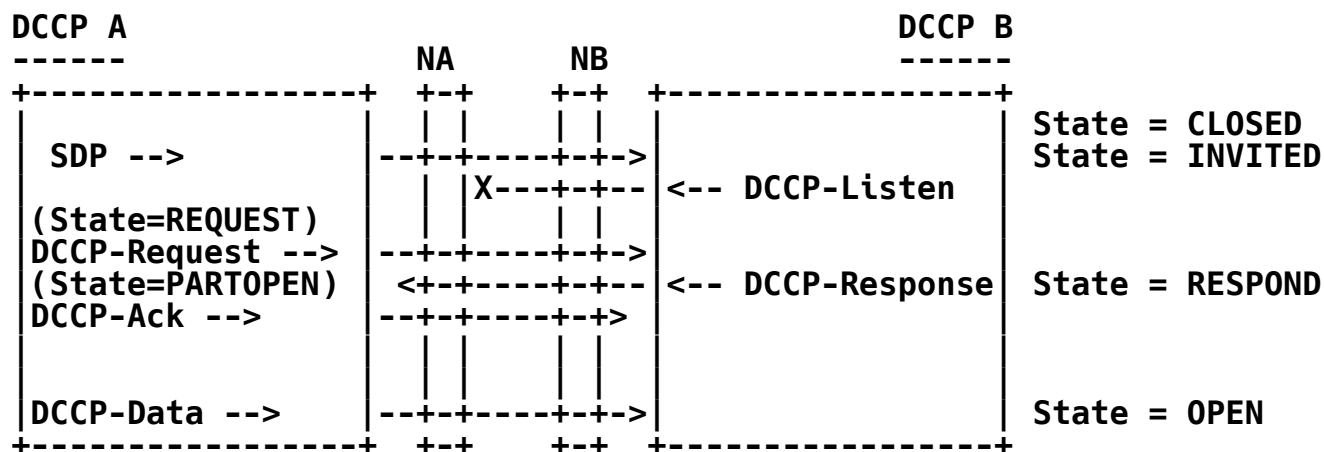 DCCP A                                        DCCP B
------               NA      NB               ------
+-----------------+  +-+    +-+  +-----------------+
|                 |  | |    | |  |                 | State = CLOSED
| SDP -->         |--+-+----+-+->|                 | State = INVITED
|                 |  | |X---+-+--|<-- DCCP-Listen  |
|(State=REQUEST)  |  | |    | |  |                 |
|DCCP-Request --> |--+-+----+-+->|                 |
|(State=PARTOPEN) | <+-+----+-+--|<-- DCCP-Response| State = RESPOND
|DCCP-Ack -->     |--+-+----+-+> |                 |
|                 |  | |    | |  |                 |
|                 |  | |    | |  |                 |
|DCCP-Data -->    |--+-+----+-+->|                 | State = OPEN
+-----------------+  +-+    +-+  +-----------------+